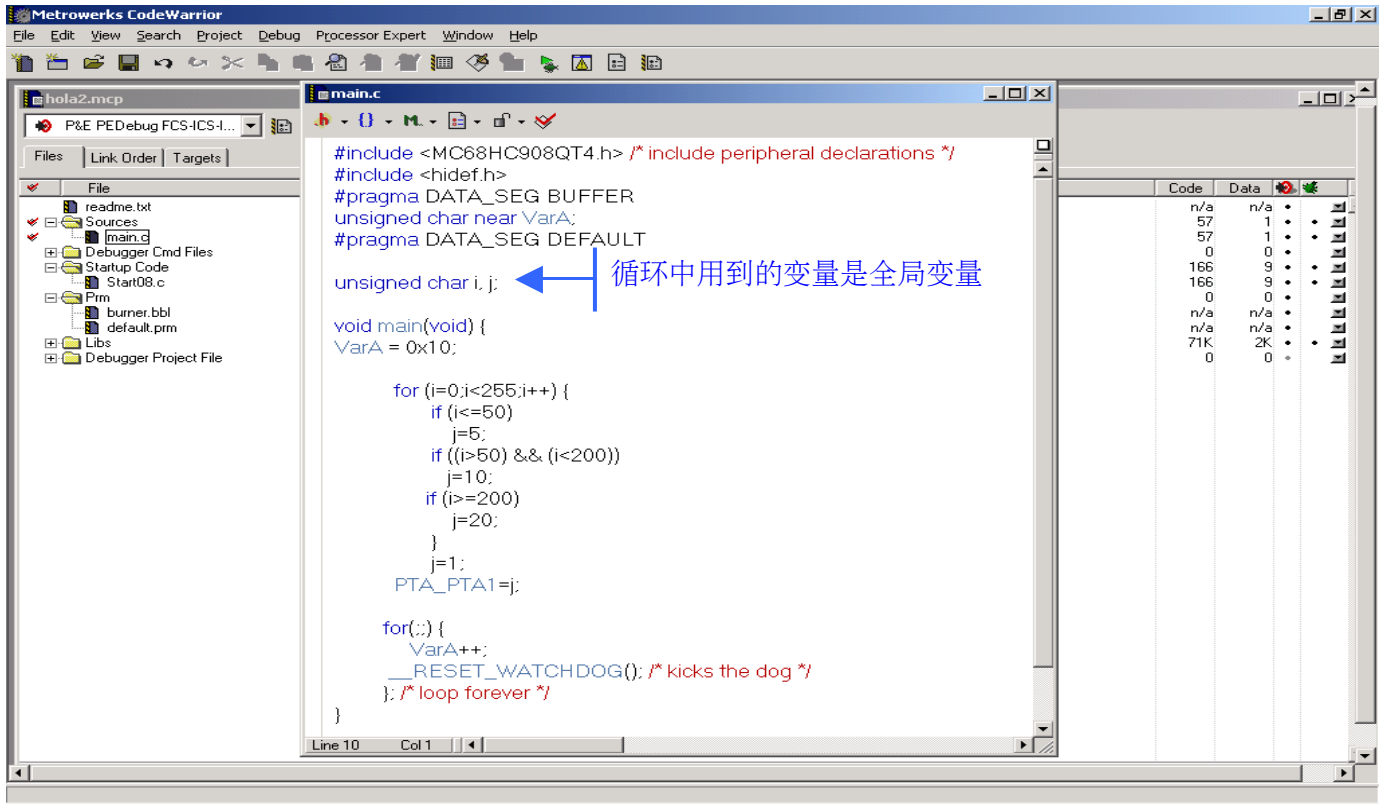 Metrowerks CodeWarrior
File Edit View Search Project Debug Processor Expert Window Help
hola2.mcp
P&E PEDebug FCS-ICS-I...
Files Link Order Targets
File Code Data
readme.txt n/a n/a
Sources 57 1
main.c 57 1
Debugger Cmd Files 0 0
Startup Code 166 9
Start08.c 166 9
Prm 0 0
burner.bbl n/a n/a
default.prm n/a n/a
Libs 71K 2K
Debugger Project File 0 0
main.c
#include <MC68HC908QT4.h> /* include peripheral declarations */
#include <hidef.h>
#pragma DATA_SEG BUFFER
unsigned char near VarA;
#pragma DATA_SEG DEFAULT
unsigned char i, j;
循环中用到的变量是全局变量
void main(void) {
VarA = 0x10;
for (i=0;i<255;i++) {
if (i<=50)
j=5;
if ((i>50) && (i<200))
j=10;
if (i>=200)
j=20;
}
j=1;
PTA_PTA1=j;
for(;;) {
VarA++;
__RESET_WATCHDOG(); /* kicks the dog */
}; /* loop forever */
}
Line 10 Col 1